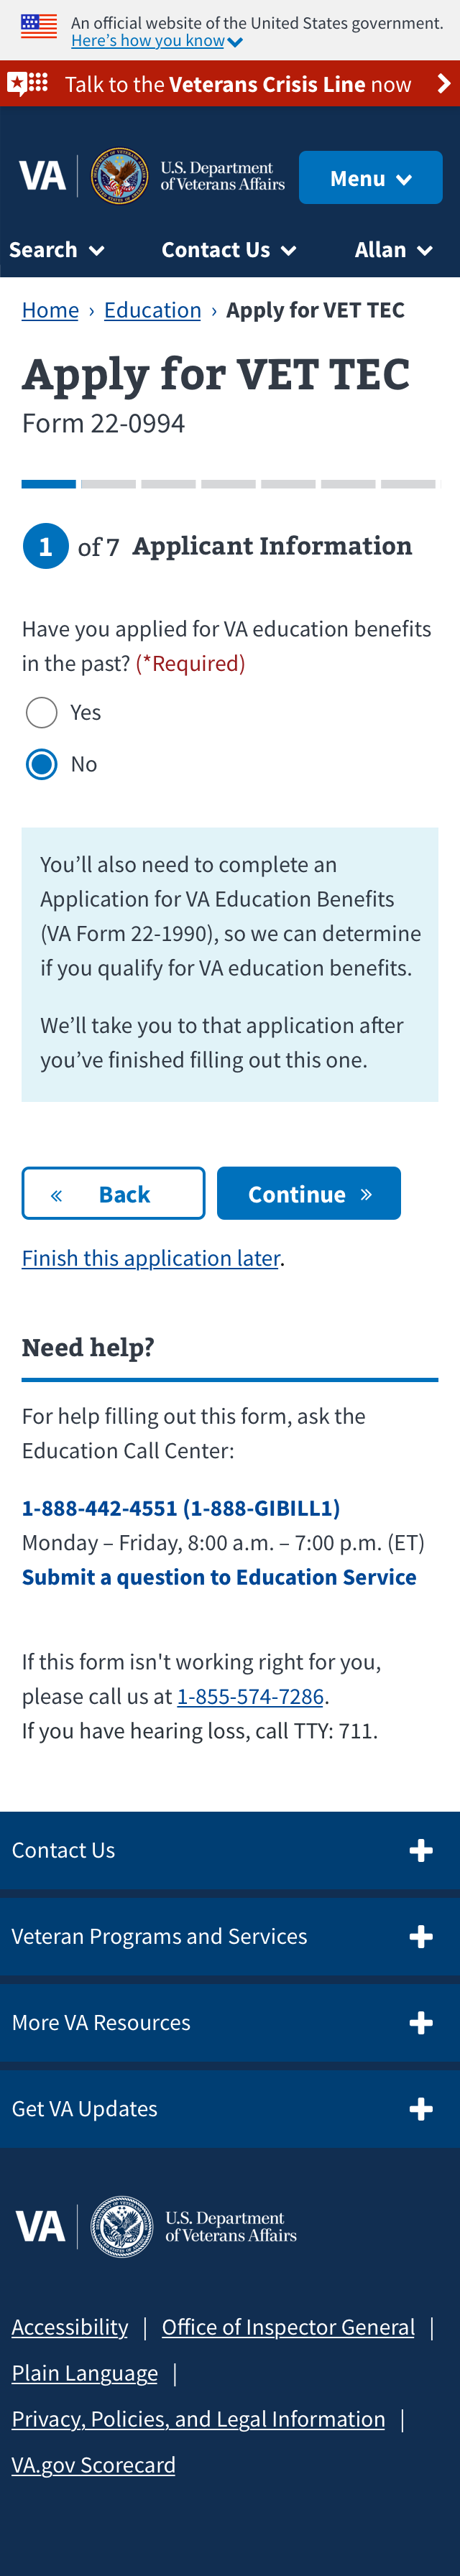 An official website of the United States government.
Here’s how you know
Talk to the Veterans Crisis Line now
VA
U.S. Department
of Veterans Affairs
Menu
Search
Contact Us
Allan
Home › Education › Apply for VET TEC
Apply for VET TEC
Form 22-0994
1 of 7 Applicant Information
Have you applied for VA education benefits
in the past? (*Required)
Yes
No
You’ll also need to complete an
Application for VA Education Benefits
(VA Form 22-1990), so we can determine
if you qualify for VA education benefits.
We’ll take you to that application after
you’ve finished filling out this one.
« Back
Continue »
Finish this application later.
Need help?
For help filling out this form, ask the
Education Call Center:
1-888-442-4551 (1-888-GIBILL1)
Monday – Friday, 8:00 a.m. – 7:00 p.m. (ET)
Submit a question to Education Service
If this form isn't working right for you,
please call us at 1-855-574-7286.
If you have hearing loss, call TTY: 711.
Contact Us
Veteran Programs and Services
More VA Resources
Get VA Updates
VA
U.S. Department
of Veterans Affairs
Accessibility | Office of Inspector General |
Plain Language |
Privacy, Policies, and Legal Information |
VA.gov Scorecard